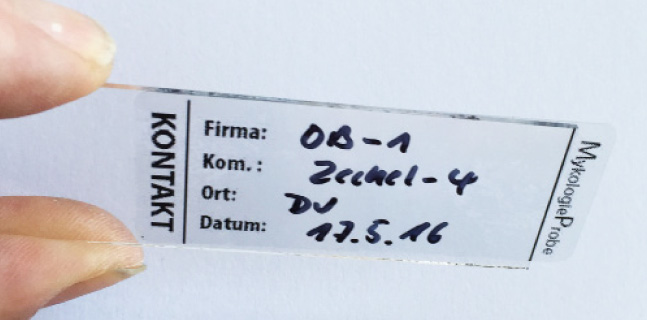 KONTAKT
Firma: OB-1
Kom.: Zeckel-4
Ort: DV
Datum: 17.5.16
MykologieProbe